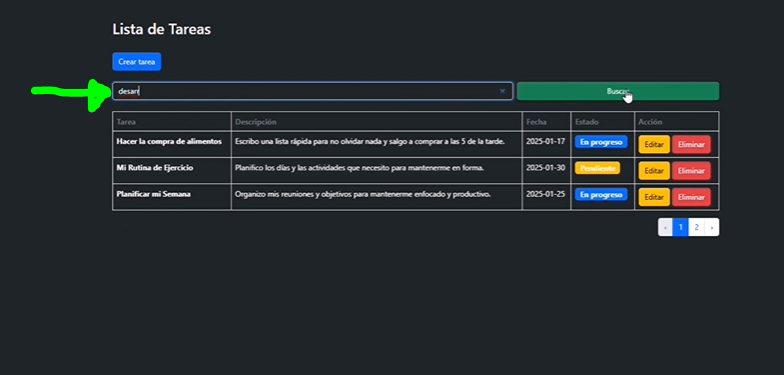 Lista de Tareas
Crear tarea
desarr
Buscar
Tarea Descripción Fecha Estado Acción
Hacer la compra de alimentos Escribo una lista rápida para no olvidar nada y salgo a comprar a las 5 de la tarde. 2025-01-17 En progreso Editar Eliminar
Mi Rutina de Ejercicio Planifico los días y las actividades que necesito para mantenerme en forma. 2025-01-30 Pendiente Editar Eliminar
Planificar mi Semana Organizo mis reuniones y objetivos para mantenerme enfocado y productivo. 2025-01-25 En progreso Editar Eliminar
‹ 1 2 ›